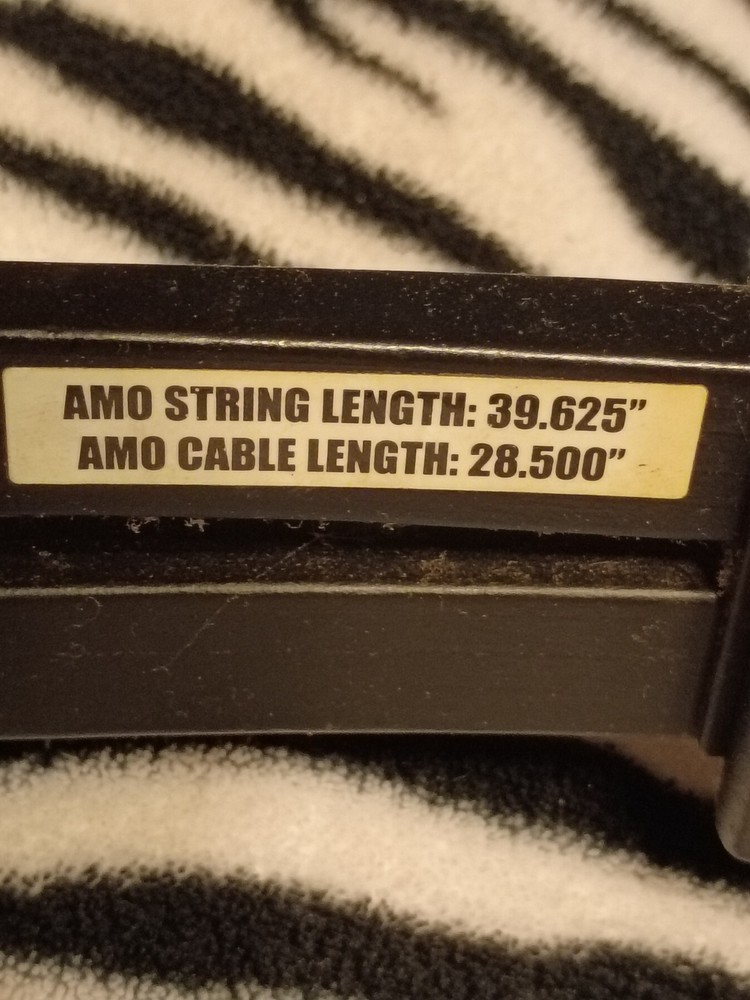 AMO STRING LENGTH: 39.625”
AMO CABLE LENGTH: 28.500”